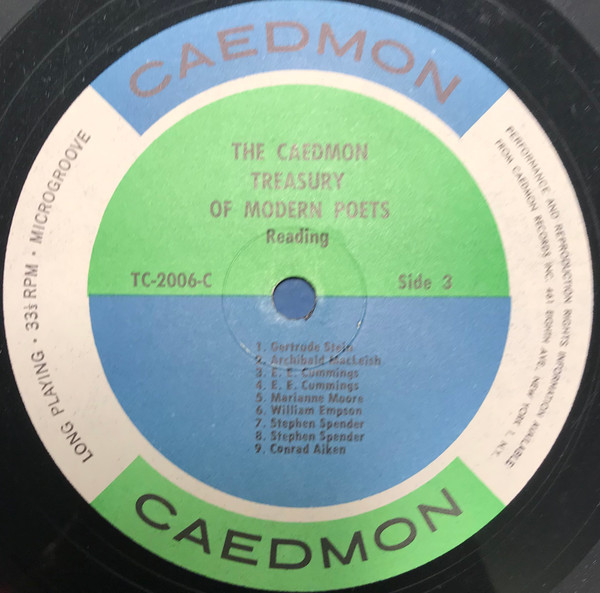 CAEDMON
THE CAEDMON
TREASURY
OF MODERN POETS
Reading
TC-2006-C
Side 3
1. Gertrude Stein
2. Archibald MacLeish
3. E. E. Cummings
4. E. E. Cummings
5. Marianne Moore
6. William Empson
7. Stephen Spender
8. Stephen Spender
9. Conrad Aiken
LONG PLAYING · 33⅓ RPM · MICROGROOVE
PERFORMANCE AND REPRODUCTION RIGHTS INFORMATION AVAILABLE
FROM CAEDMON RECORDS INC. 461 EIGHTH AVE. NEW YORK 1, N.Y.
CAEDMON